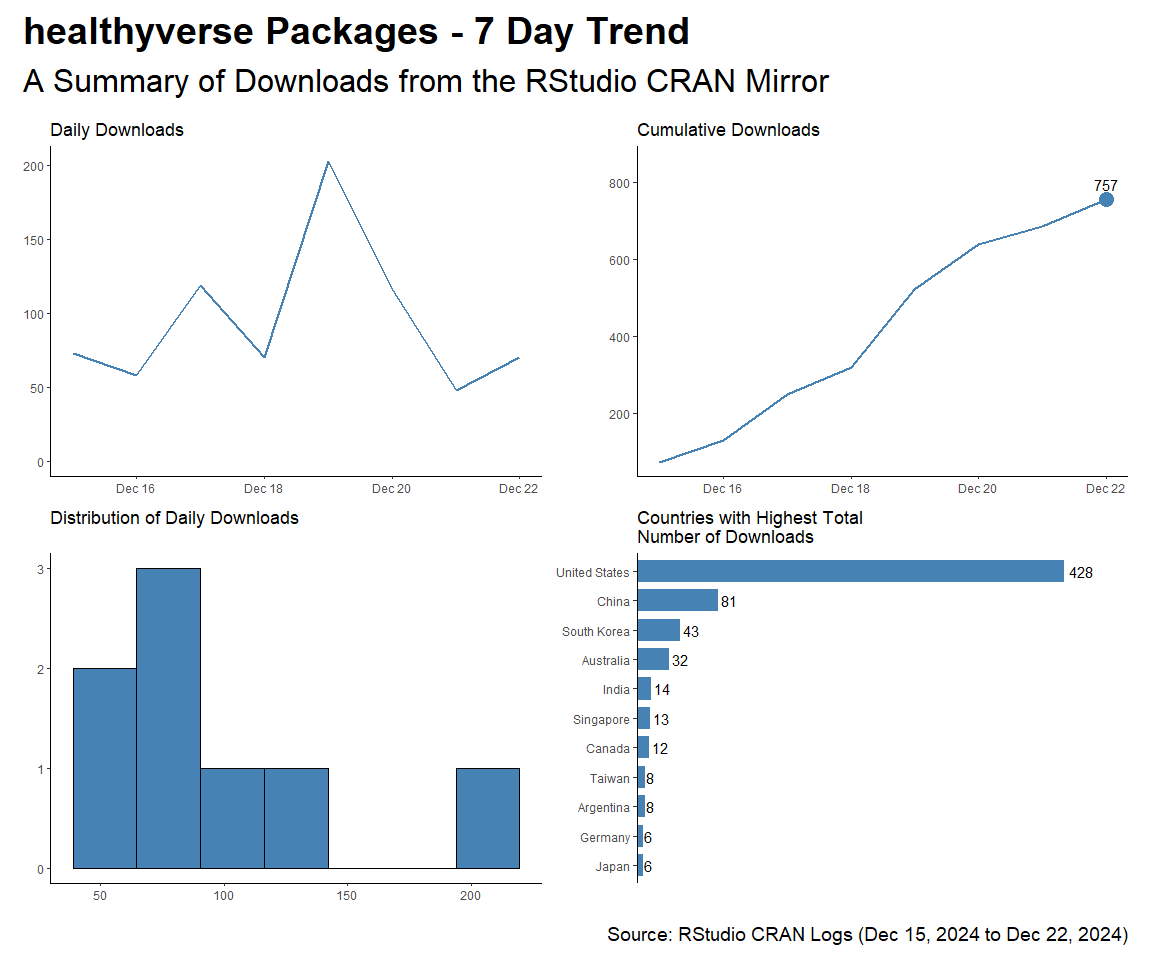 healthyverse Packages - 7 Day Trend
A Summary of Downloads from the RStudio CRAN Mirror
Daily Downloads
200
150
100
50
0
Dec 16
Dec 18
Dec 20
Dec 22
Cumulative Downloads
800
600
400
200
757
Dec 16
Dec 18
Dec 20
Dec 22
Distribution of Daily Downloads
3
2
1
0
50
100
150
200
Countries with Highest Total
Number of Downloads
United States 428
China 81
South Korea 43
Australia 32
India 14
Singapore 13
Canada 12
Taiwan 8
Argentina 8
Germany 6
Japan 6
Source: RStudio CRAN Logs (Dec 15, 2024 to Dec 22, 2024)